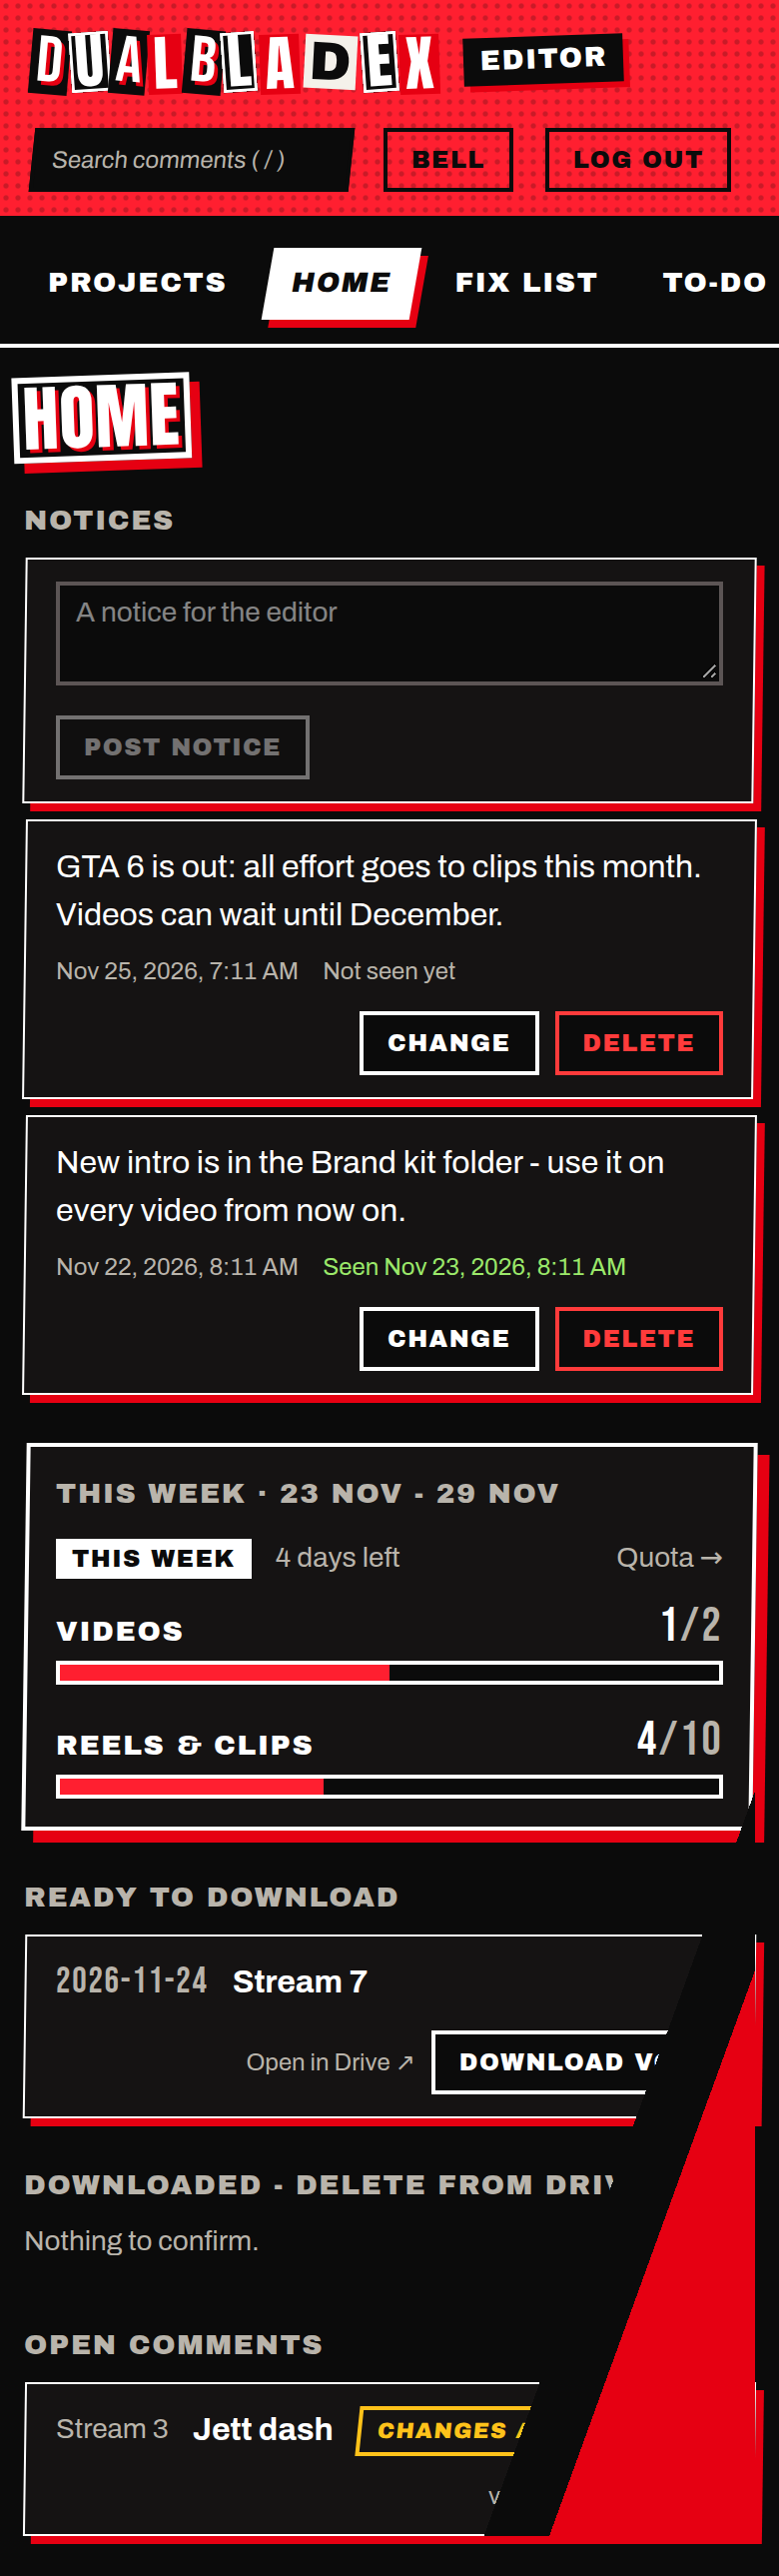 DUALBLADEX EDITOR
Search comments ( / ) BELL LOG OUT
PROJECTS HOME FIX LIST TO-DO
HOME
NOTICES
A notice for the editor
POST NOTICE
GTA 6 is out: all effort goes to clips this month.
Videos can wait until December.
Nov 25, 2026, 7:11 AM Not seen yet
CHANGE DELETE
New intro is in the Brand kit folder - use it on
every video from now on.
Nov 22, 2026, 8:11 AM Seen Nov 23, 2026, 8:11 AM
CHANGE DELETE
THIS WEEK · 23 NOV - 29 NOV
THIS WEEK 4 days left Quota →
VIDEOS 1/2
REELS & CLIPS 4/10
READY TO DOWNLOAD
2026-11-24 Stream 7
Open in Drive ↗ DOWNLOAD
DOWNLOADED - DELETE FROM
Nothing to confirm.
OPEN COMMENTS
Stream 3 Jett dash CHANGES